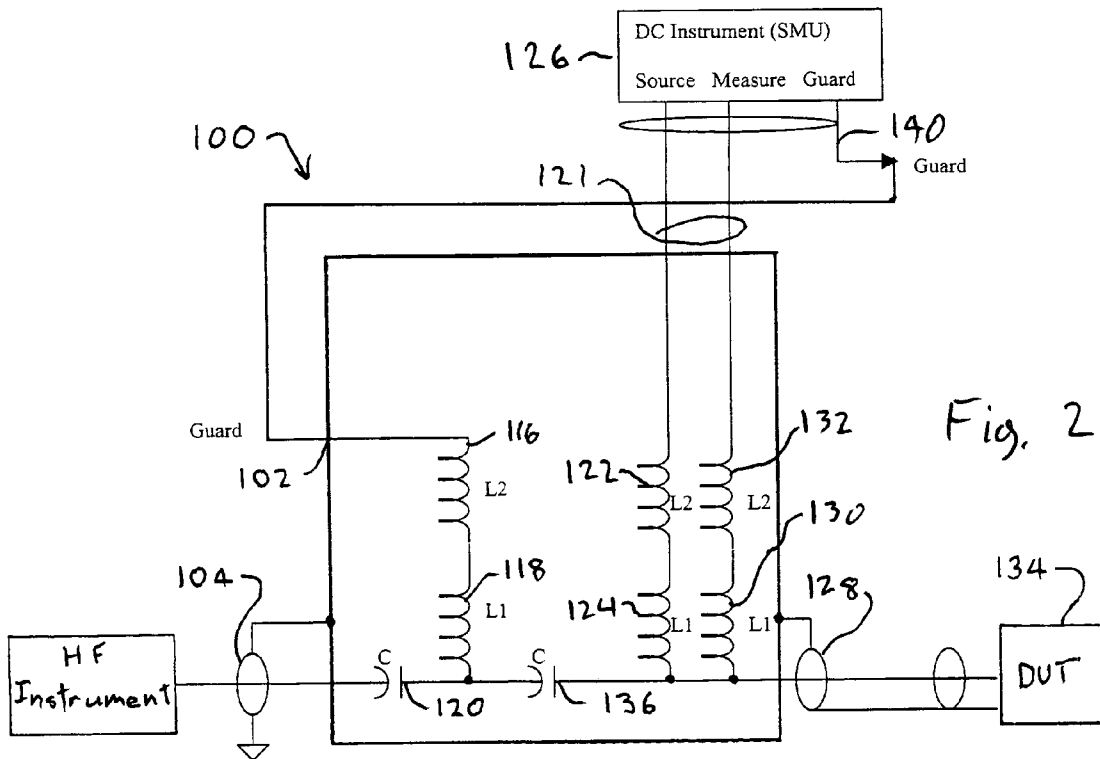 DC Instrument (SMU)
126
Source Measure Guard
140
Guard
100
121
Fig. 2
Guard
102
116
132
122
L2
L2
L2
130
104
118
128
134
124
L1
L1
L1
HF
Instrument
C
C
120
136
DUT